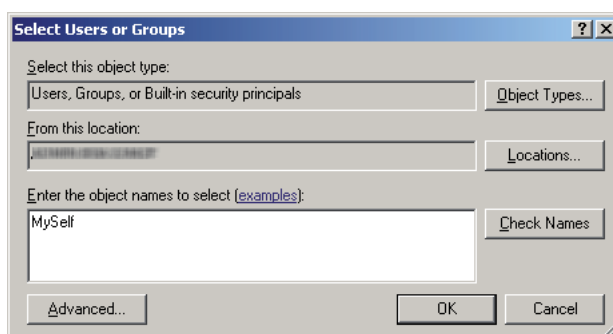 Select Users or Groups
Select this object type:
Users, Groups, or Built-in security principals
Object Types...
From this location:
Locations...
Enter the object names to select (examples):
MySelf
Check Names
Advanced...
OK
Cancel